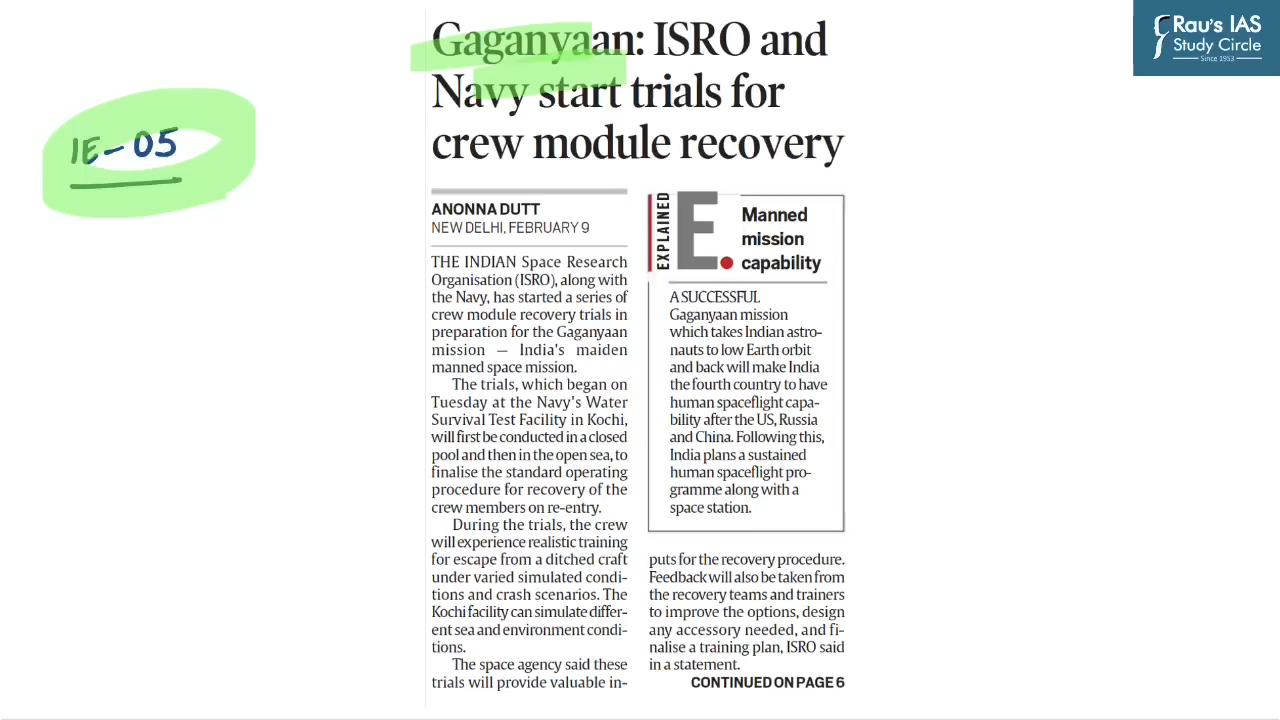 Gaganyaan: ISRO and
Navy start trials for
crew module recovery
Rau's IAS
Study Circle
Since 1953
IE-05
ANONNA DUTT
NEW DELHI, FEBRUARY 9
THE INDIAN Space Research
Organisation (ISRO), along with
the Navy, has started a series of
crew module recovery trials in
preparation for the Gaganyaan
mission — India's maiden
manned space mission.
The trials, which began on
Tuesday at the Navy's Water
Survival Test Facility in Kochi,
will first be conducted in a closed
pool and then in the open sea, to
finalise the standard operating
procedure for recovery of the
crew members on re-entry.
During the trials, the crew
will experience realistic training
for escape from a ditched craft
under varied simulated condi-
tions and crash scenarios. The
Kochi facility can simulate differ-
ent sea and environment condi-
tions.
The space agency said these
trials will provide valuable in-
EXPLAINED
E.
Manned
mission
capability
A SUCCESSFUL
Gaganyaan mission
which takes Indian astro-
nauts to low Earth orbit
and back will make India
the fourth country to have
human spaceflight capa-
bility after the US, Russia
and China. Following this,
India plans a sustained
human spaceflight pro-
gramme along with a
space station.
puts for the recovery procedure.
Feedback will also be taken from
the recovery teams and trainers
to improve the options, design
any accessory needed, and fi-
nalise a training plan, ISRO said
in a statement.
CONTINUED ON PAGE 6